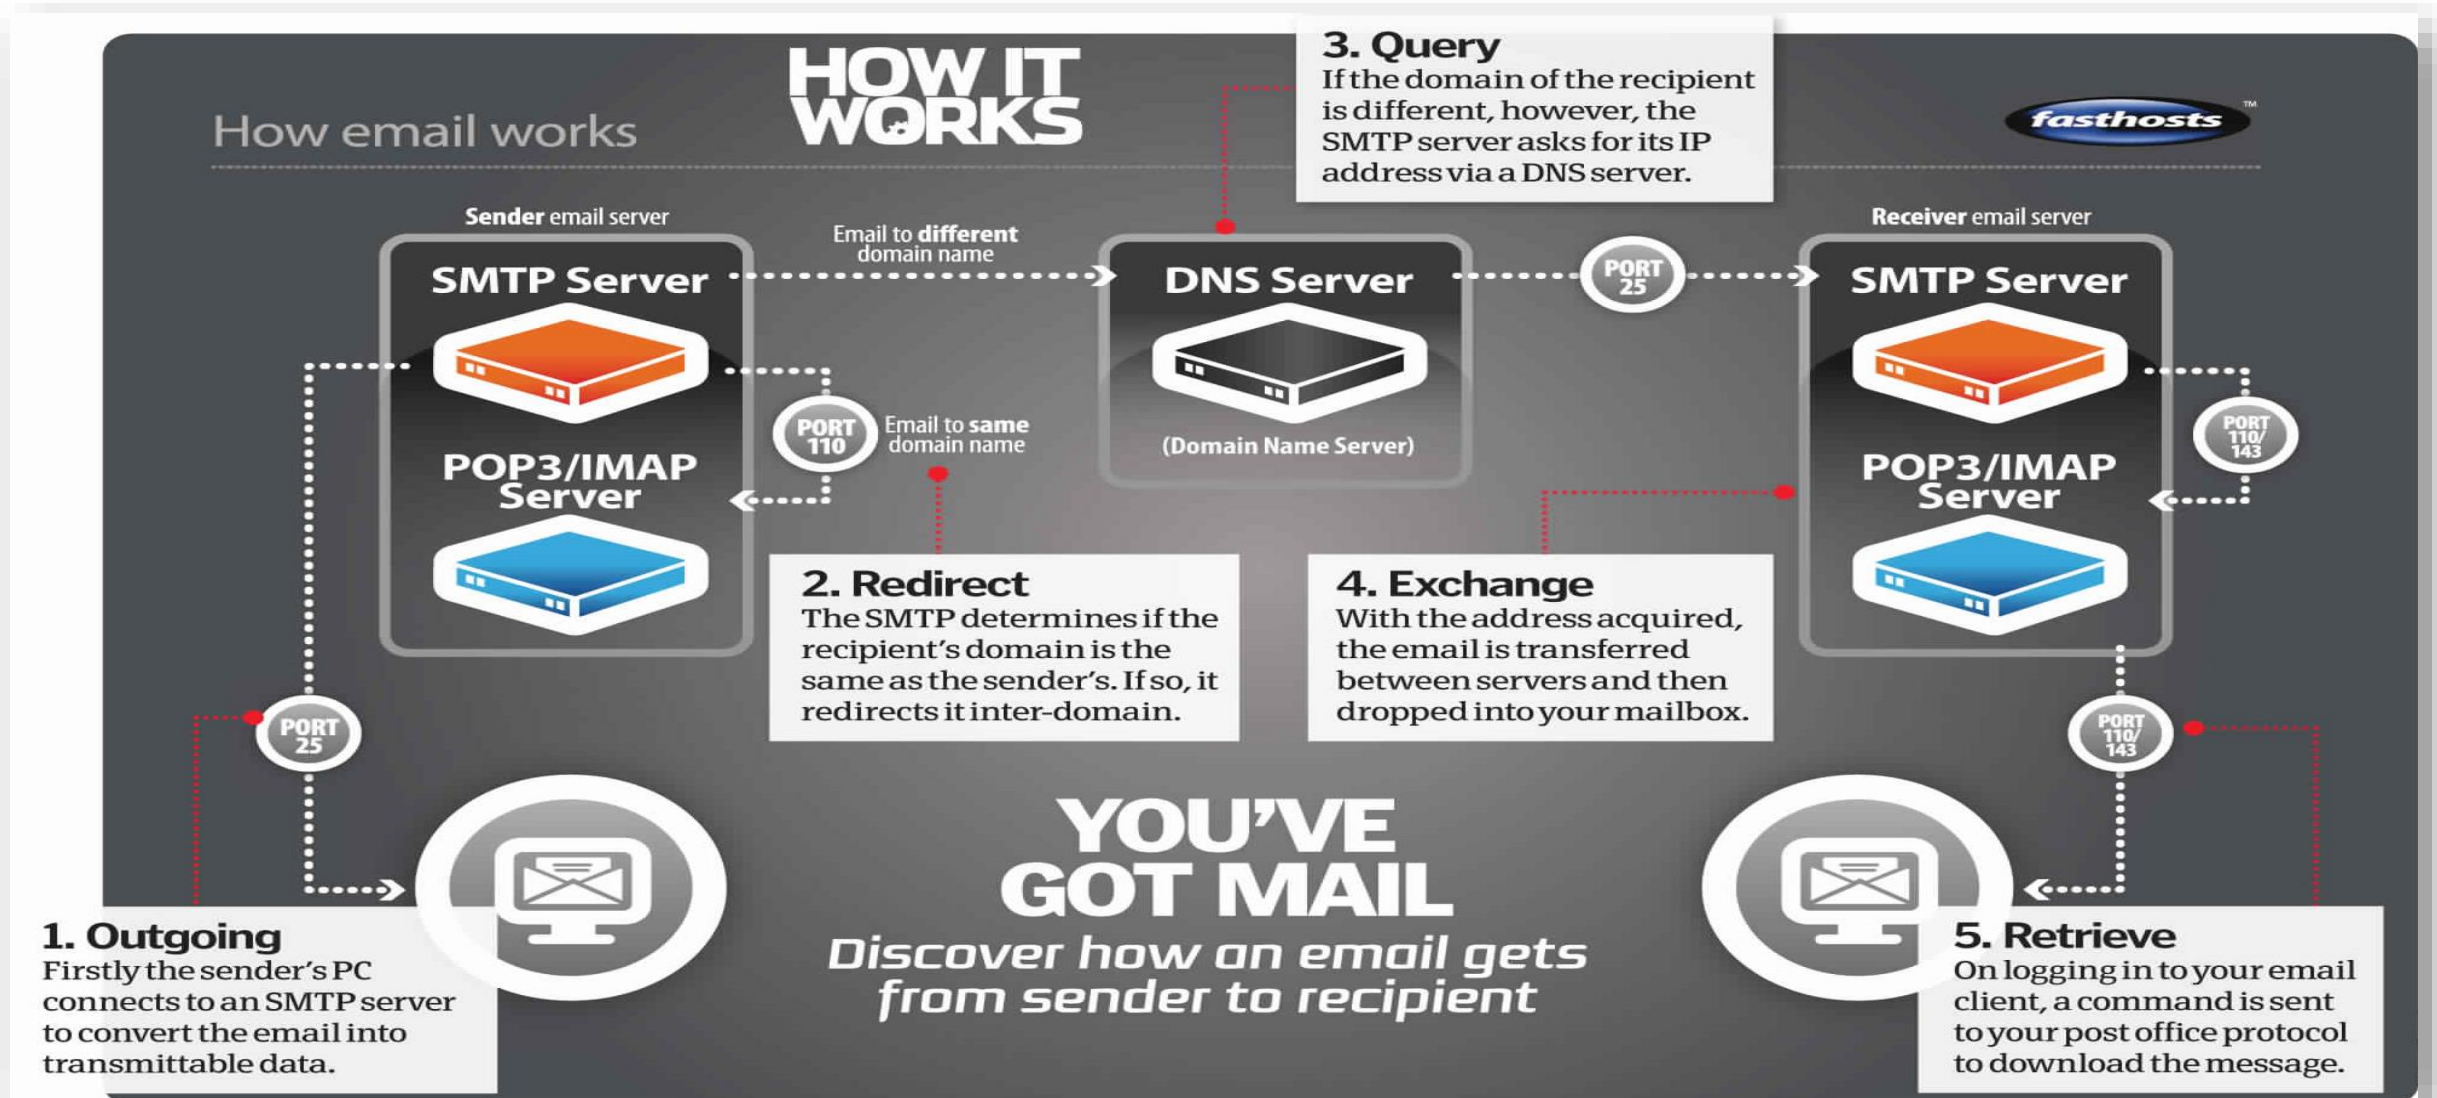 How email works
HOW IT
WORKS
fasthosts
TM
3. Query
If the domain of the recipient
is different, however, the
SMTP server asks for its IP
address via a DNS server.
Sender email server
SMTP Server
POP3/IMAP
Server
Email to different
domain name
PORT
110
Email to same
domain name
DNS Server
(Domain Name Server)
PORT
25
Receiver email server
SMTP Server
POP3/IMAP
Server
PORT
110/
143
2. Redirect
The SMTP determines if the
recipient's domain is the
same as the sender's. If so, it
redirects it inter-domain.
4. Exchange
With the address acquired,
the email is transferred
between servers and then
dropped into your mailbox.
PORT
25
PORT
110/
143
YOU'VE
GOT MAIL
Discover how an email gets
from sender to recipient
1. Outgoing
Firstly the sender's PC
connects to an SMTP server
to convert the email into
transmittable data.
5. Retrieve
On logging in to your email
client, a command is sent
to your post office protocol
to download the message.